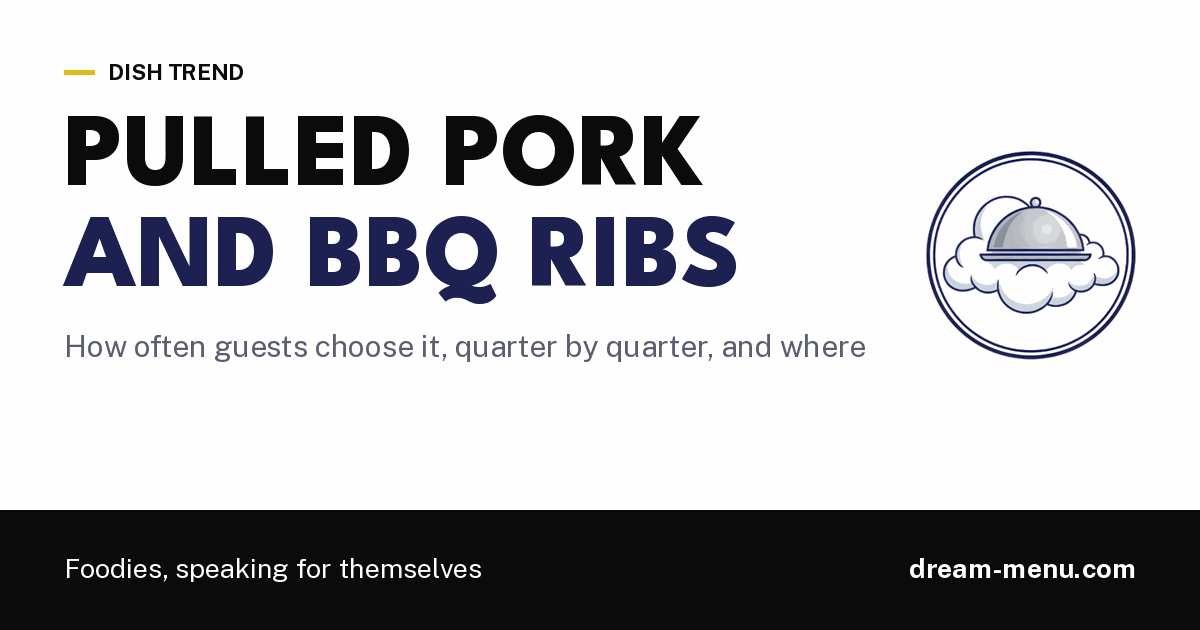 DISH TREND
PULLED PORK
AND BBQ RIBS
How often guests choose it, quarter by quarter, and where
Foodies, speaking for themselves
dream-menu.com